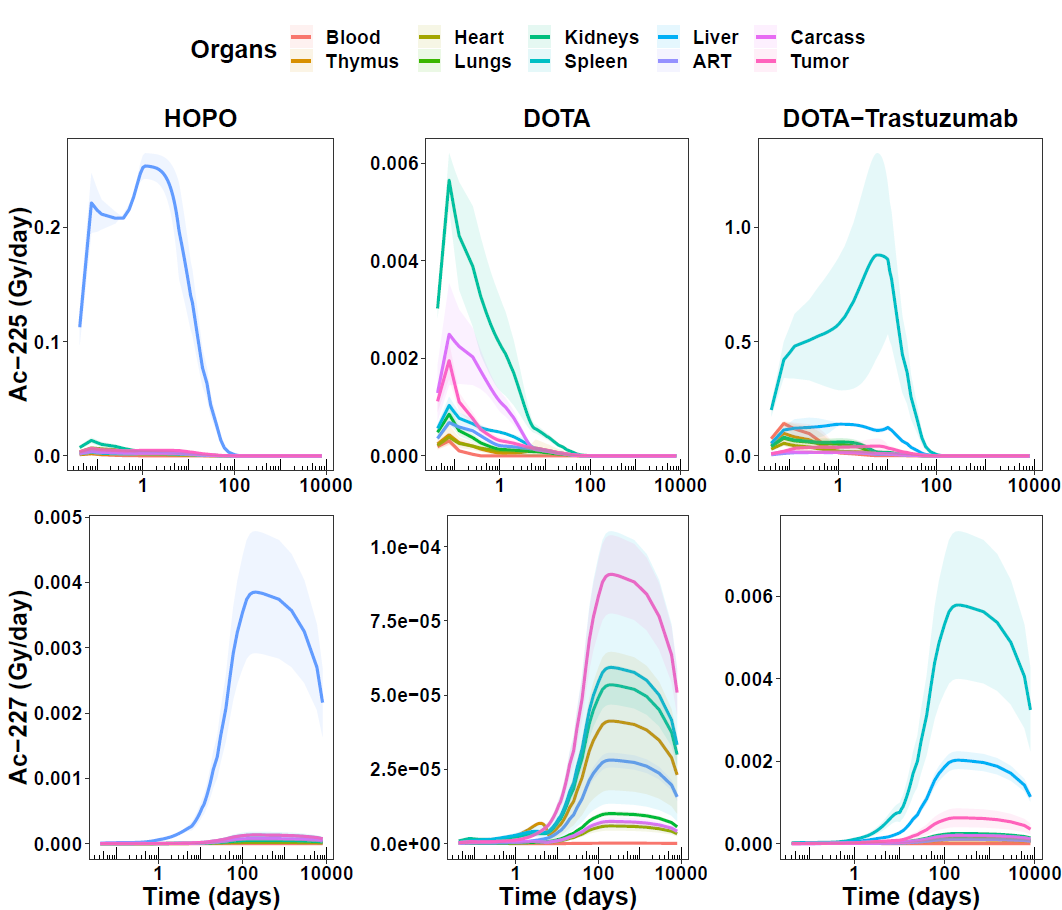 Organs Blood Heart Kidneys Liver Carcass
Thymus Lungs Spleen ART Tumor
HOPO DOTA DOTA−Trastuzumab
Ac−225 (Gy/day)
0.2
0.1
0.0
1 100 10000
0.006
0.004
0.002
0.000
1 100 10000
1.0
0.5
0.0
1 100 10000
Ac−227 (Gy/day)
0.005
0.004
0.003
0.002
0.001
0.000
1 100 10000
Time (days)
1.0e−04
7.5e−05
5.0e−05
2.5e−05
0.0e+00
1 100 10000
Time (days)
0.006
0.004
0.002
0.000
1 100 10000
Time (days)